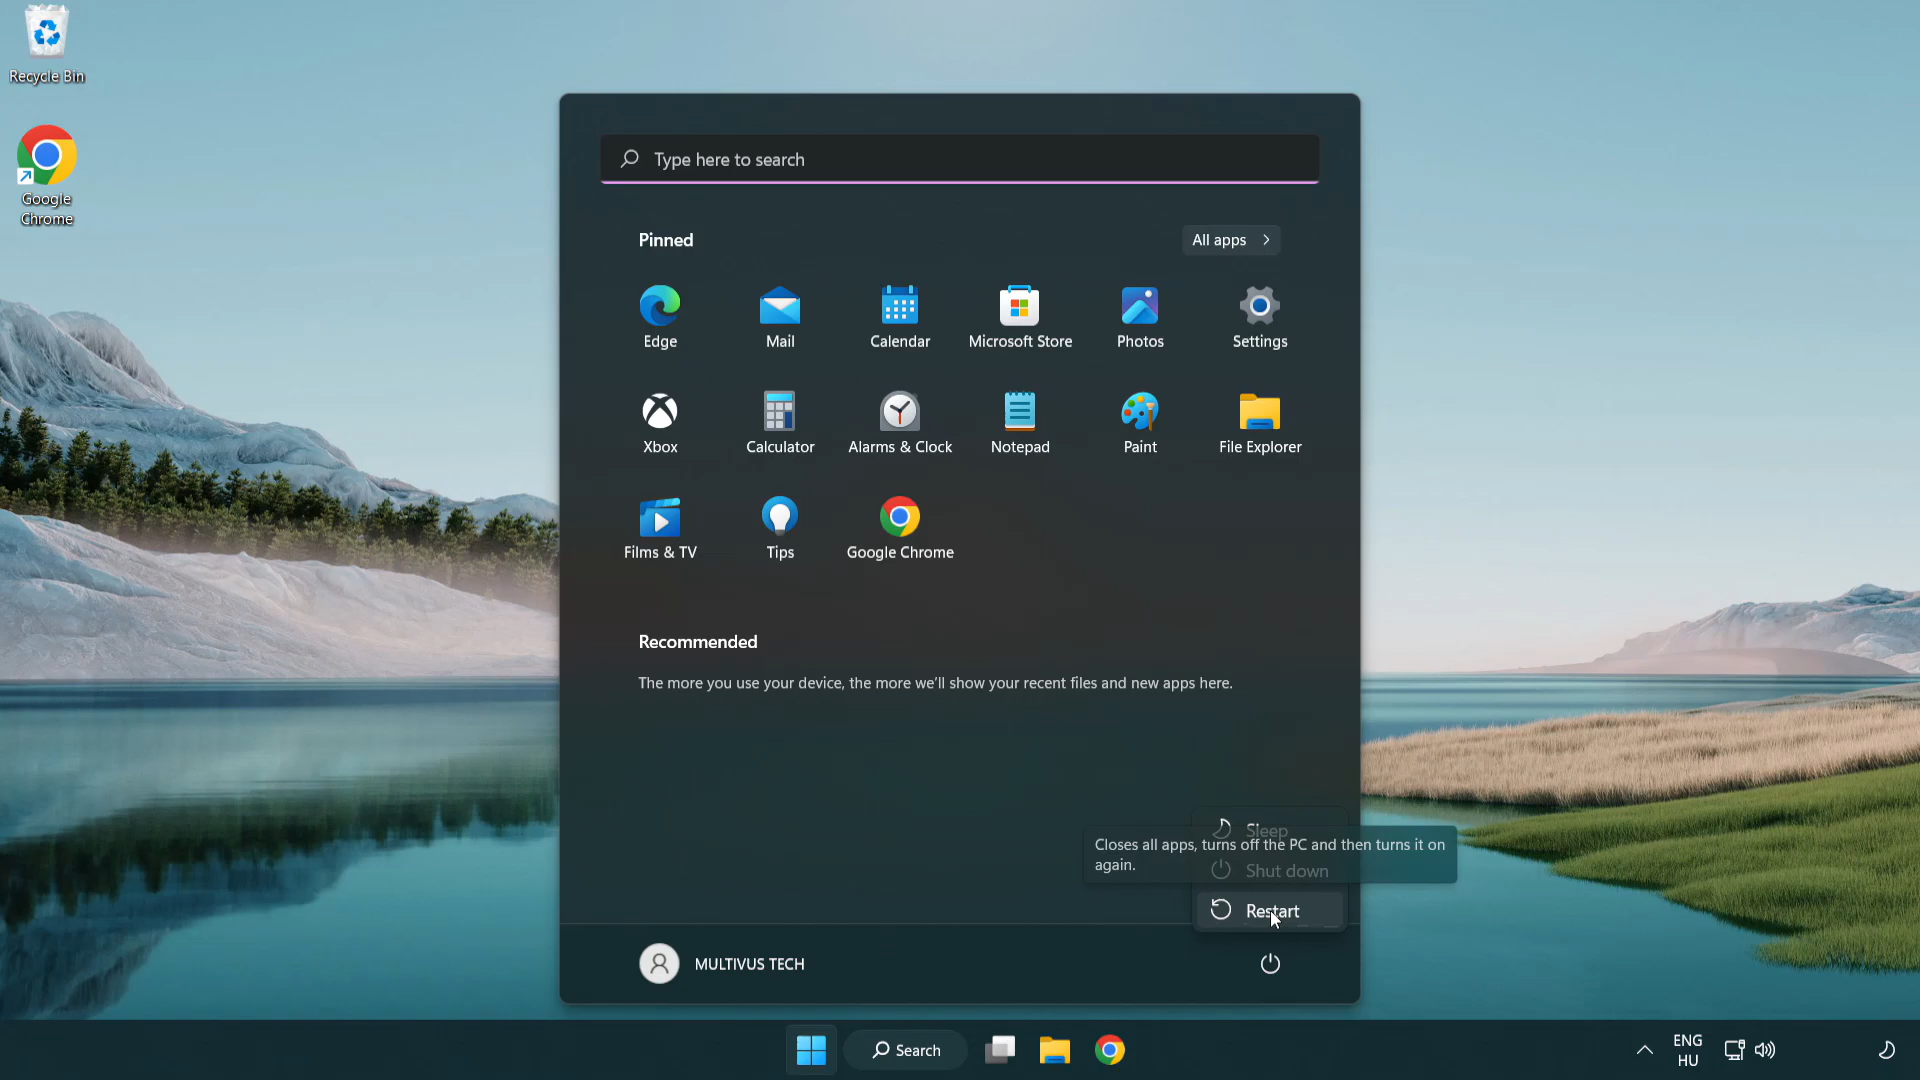 Recycle Bin
Google
Chrome
Type here to search
Pinned
All apps
Edge
Mail
Calendar
Microsoft Store
Photos
Settings
Xbox
Calculator
Alarms & Clock
Notepad
Paint
File Explorer
Films & TV
Tips
Google Chrome
Recommended
The more you use your device, the more we'll show your recent files and new apps here.
Sleep
Closes all apps, turns off the PC and then turns it on
again.
Shut down
Restart
MULTIVUS TECH
Search
ENG
HU